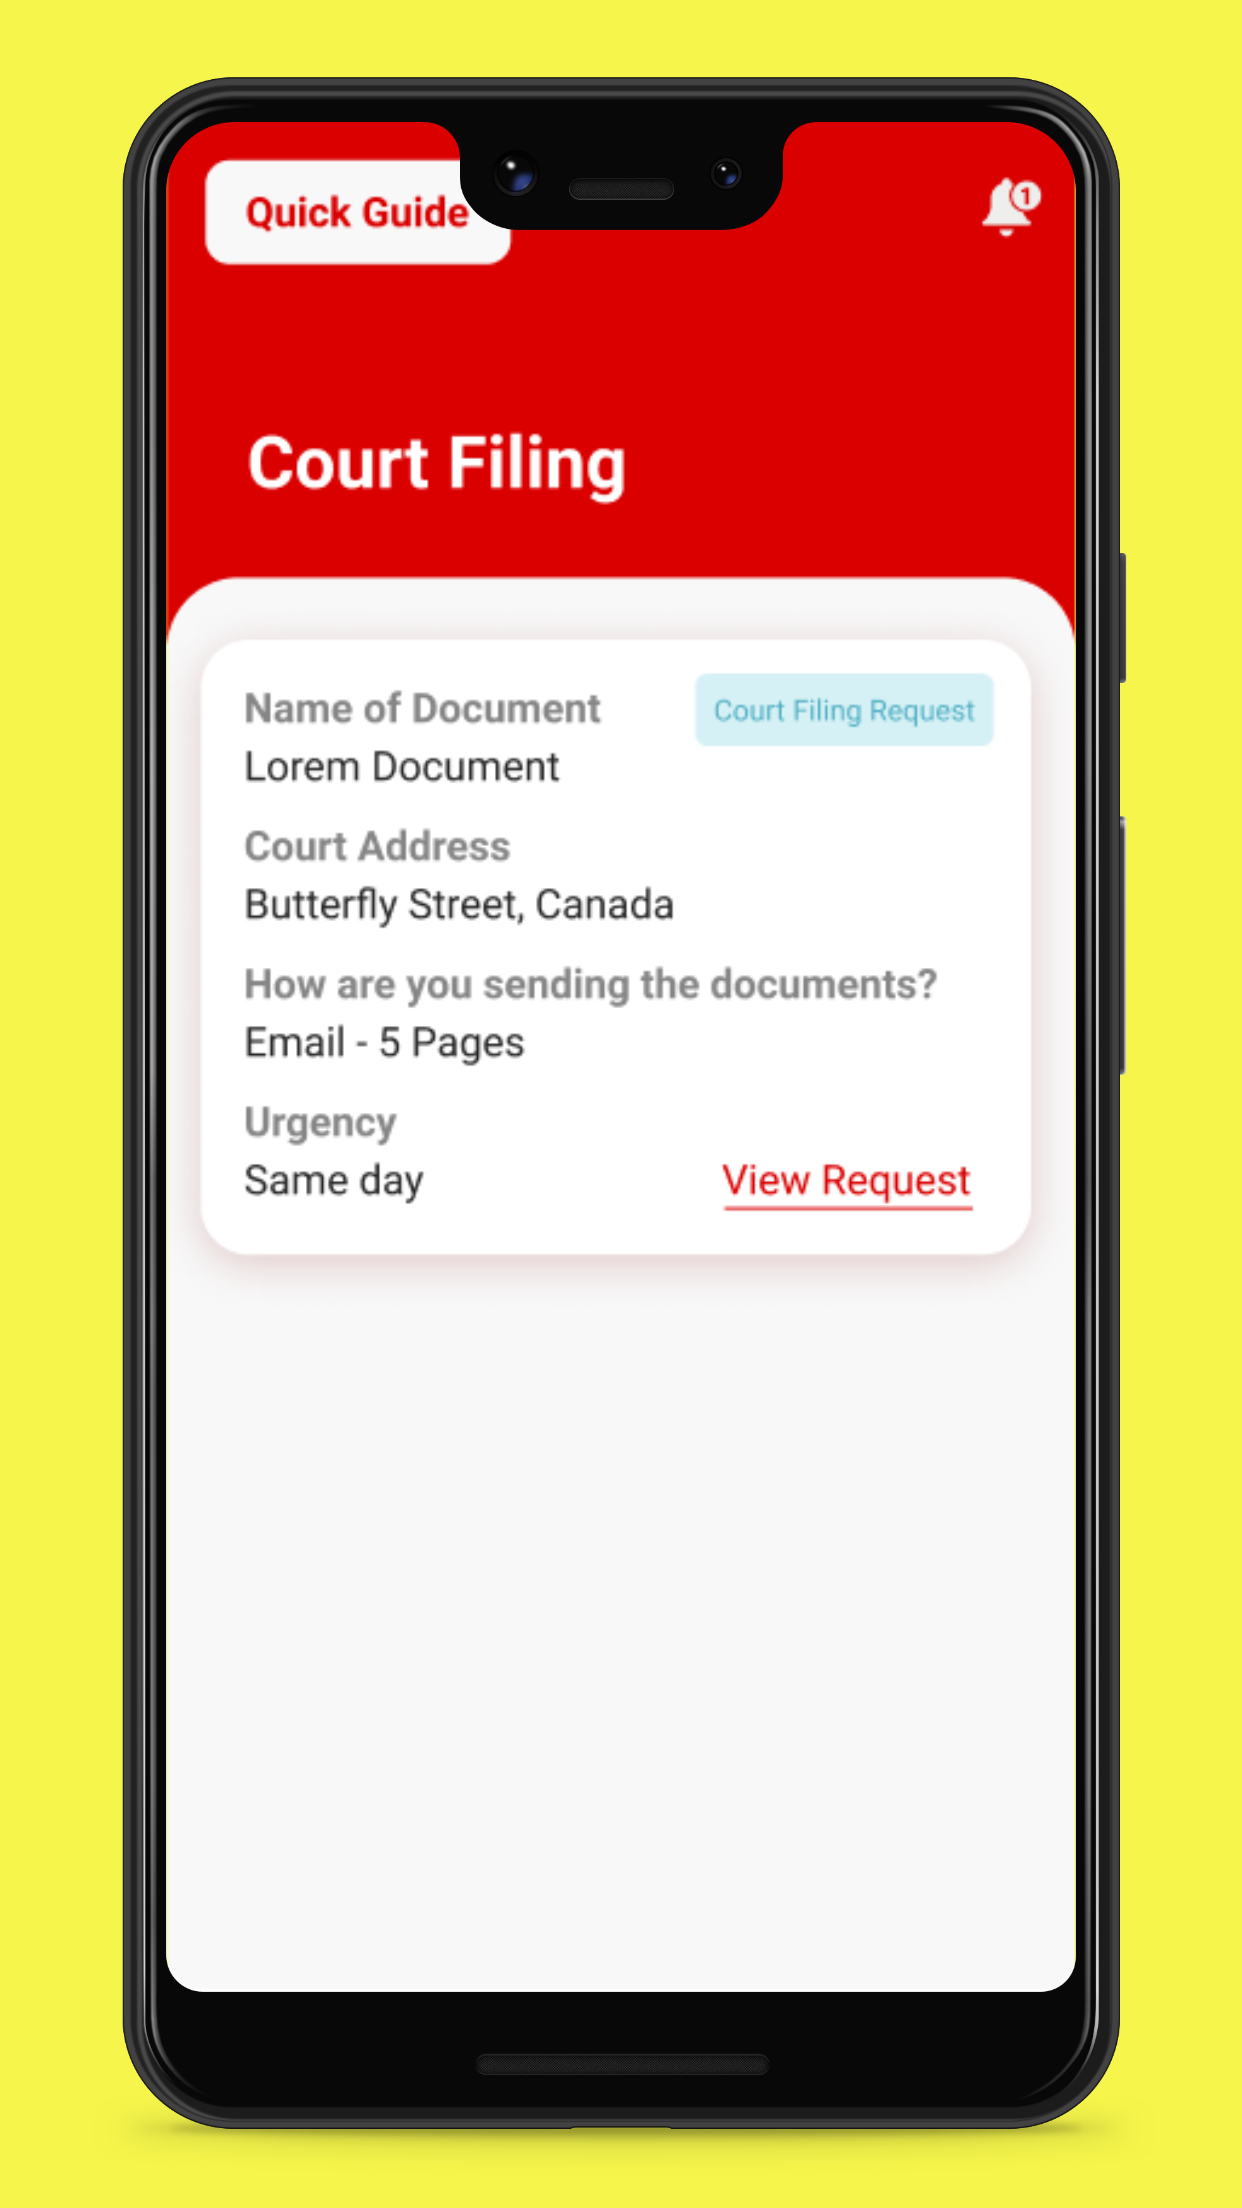 Quick Guide
1
Court Filing
Name of Document
Court Filing Request
Lorem Document
Court Address
Butterfly Street, Canada
How are you sending the documents?
Email - 5 Pages
Urgency
Same day
View Request